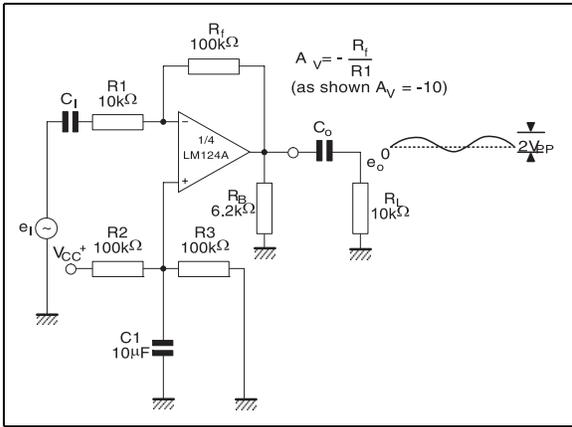 Rf
100kΩ
A V = - Rf
R1
(as shown AV = -10)
R1
10kΩ
CI
1/4
LM124A
-
+
CO
eo
0
2VPP
RB
6.2kΩ
RL
10kΩ
eI
~
VCC+
R2
100kΩ
R3
100kΩ
C1
10μF